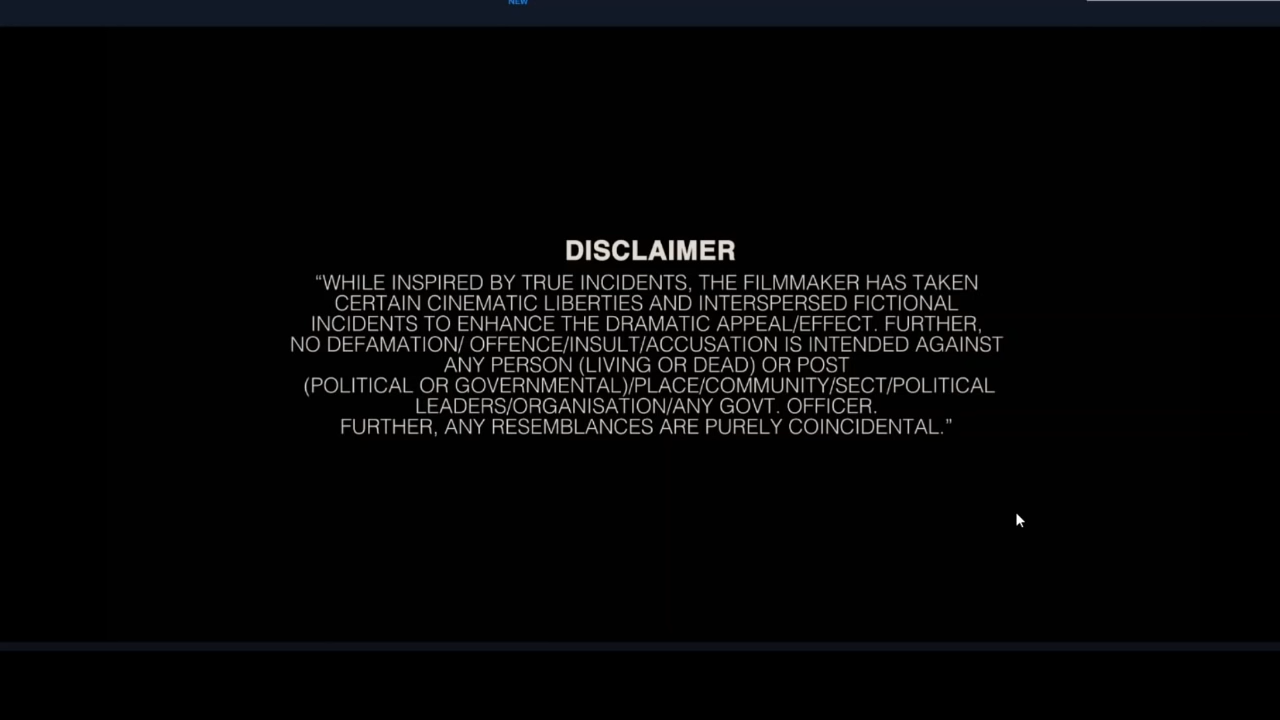 NEW
DISCLAIMER
“WHILE INSPIRED BY TRUE INCIDENTS, THE FILMMAKER HAS TAKEN
CERTAIN CINEMATIC LIBERTIES AND INTERSPERSED FICTIONAL
INCIDENTS TO ENHANCE THE DRAMATIC APPEAL/EFFECT. FURTHER,
NO DEFAMATION/ OFFENCE/INSULT/ACCUSATION IS INTENDED AGAINST
ANY PERSON (LIVING OR DEAD) OR POST
(POLITICAL OR GOVERNMENTAL)/PLACE/COMMUNITY/SECT/POLITICAL
LEADERS/ORGANISATION/ANY GOVT. OFFICER.
FURTHER, ANY RESEMBLANCES ARE PURELY COINCIDENTAL.”